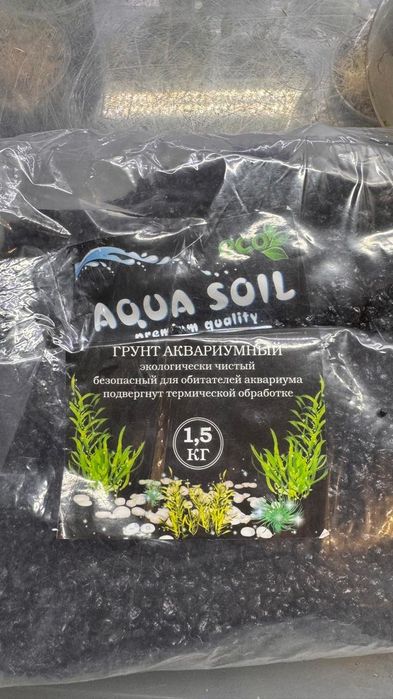 eco
AQUA SOIL
premium quality
ГРУНТ АКВАРИУМНЫЙ
экологически чистый
безопасный для обитателей аквариума
подвергнут термической обработке
1,5
КГ